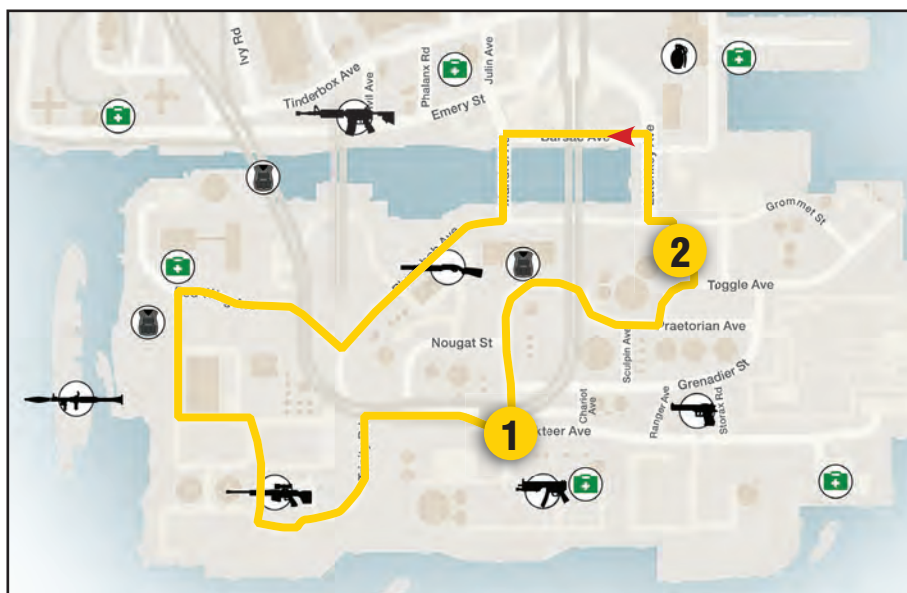 Ivy Rd
Tinderbox Ave
Phalanx Rd
Julin Ave
Emery St
Barsac Ave
Grommet St
2
Toggle Ave
Praetorian Ave
Nougat St
Sculpin Ave
Grenadier St
Chariot
Ave
Ranger Ave
Storax Rd
1
Ave